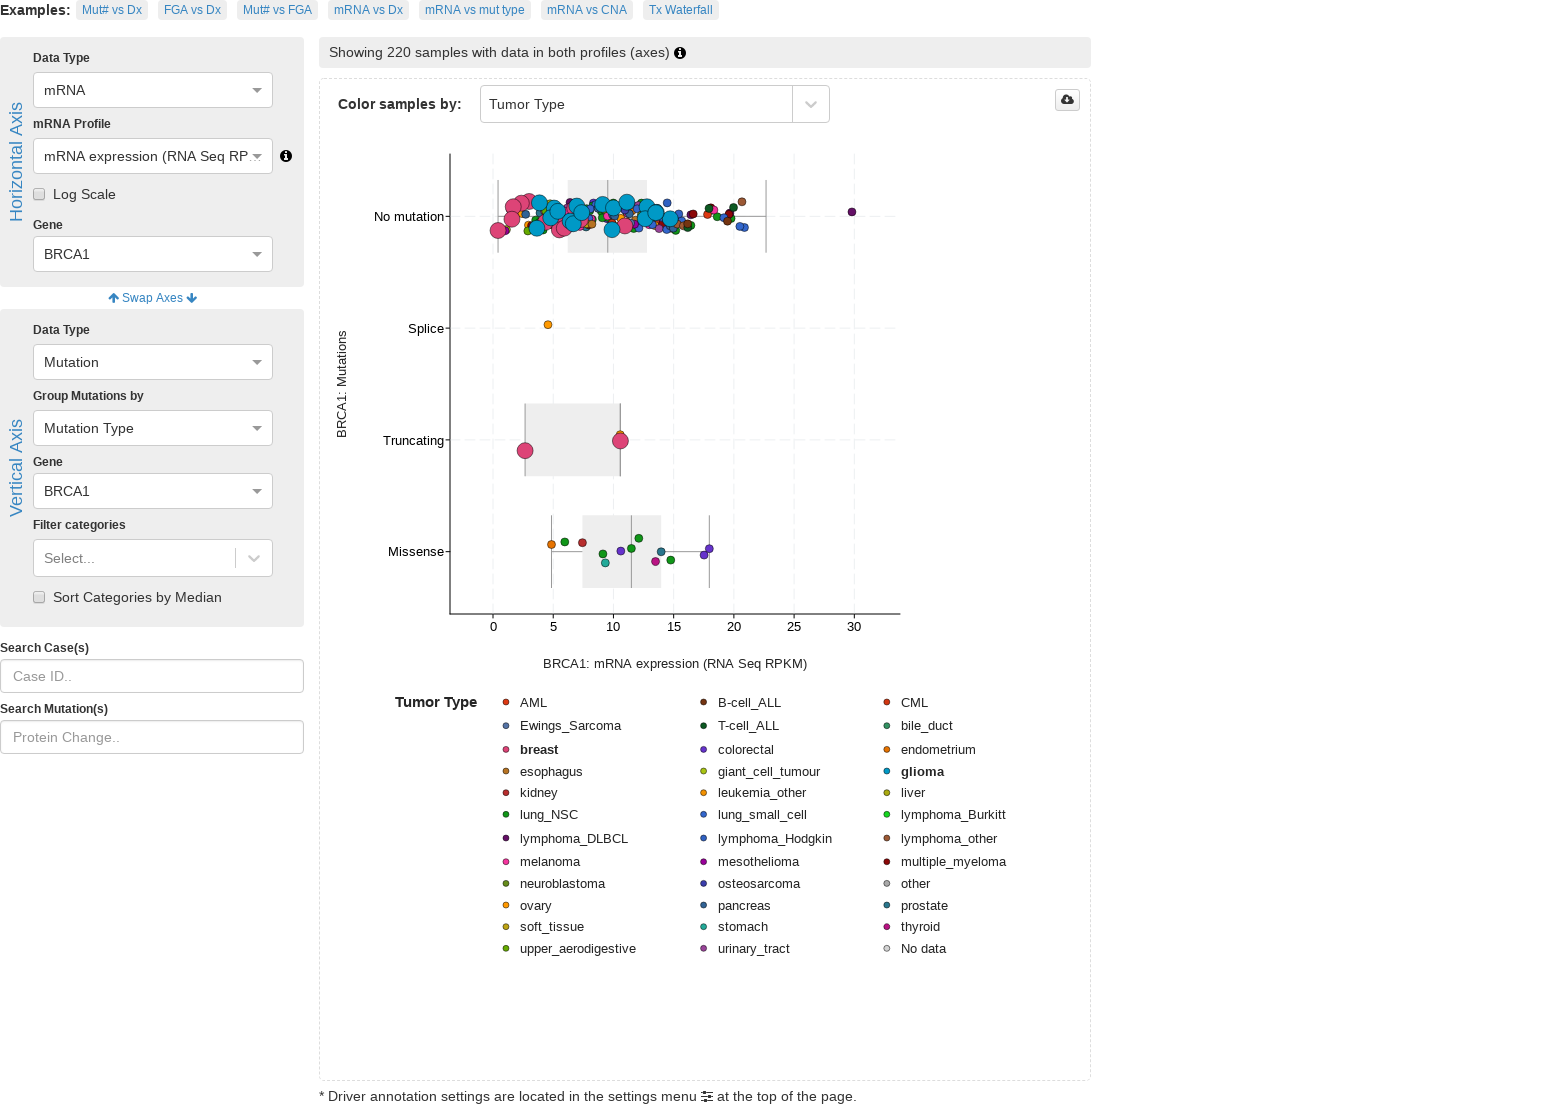 Examples: Mut# vs Dx FGA vs Dx Mut# vs FGA mRNA vs Dx mRNA vs mut type mRNA vs CNA Tx Waterfall
Horizontal Axis
Data Type
mRNA
mRNA Profile
mRNA expression (RNA Seq RP...
Log Scale
Gene
BRCA1
Swap Axes
Vertical Axis
Data Type
Mutation
Group Mutations by
Mutation Type
Gene
BRCA1
Filter categories
Select...
Sort Categories by Median
Search Case(s)
Case ID..
Search Mutation(s)
Protein Change..
Showing 220 samples with data in both profiles (axes)
Color samples by: Tumor Type
BRCA1: Mutations
No mutation
Splice
Truncating
Missense
0 5 10 15 20 25 30
BRCA1: mRNA expression (RNA Seq RPKM)
Tumor Type
AML B-cell_ALL CML
Ewings_Sarcoma T-cell_ALL bile_duct
breast colorectal endometrium
esophagus giant_cell_tumour glioma
kidney leukemia_other liver
lung_NSC lung_small_cell lymphoma_Burkitt
lymphoma_DLBCL lymphoma_Hodgkin lymphoma_other
melanoma mesothelioma multiple_myeloma
neuroblastoma osteosarcoma other
ovary pancreas prostate
soft_tissue stomach thyroid
upper_aerodigestive urinary_tract No data
* Driver annotation settings are located in the settings menu at the top of the page.